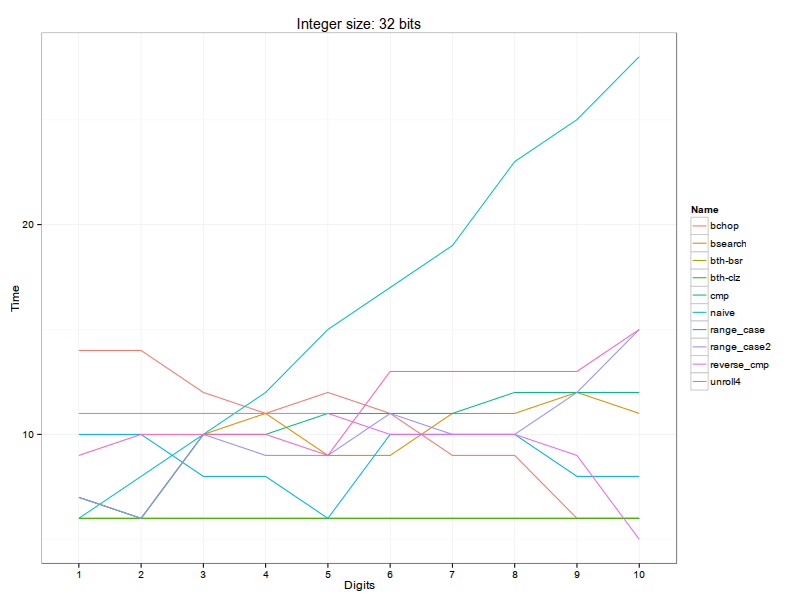 Integer size: 32 bits
Time
20
10
1 2 3 4 5 6 7 8 9 10
Digits
Name
bchop
bsearch
bth-bsr
bth-clz
cmp
naive
range_case
range_case2
reverse_cmp
unroll4